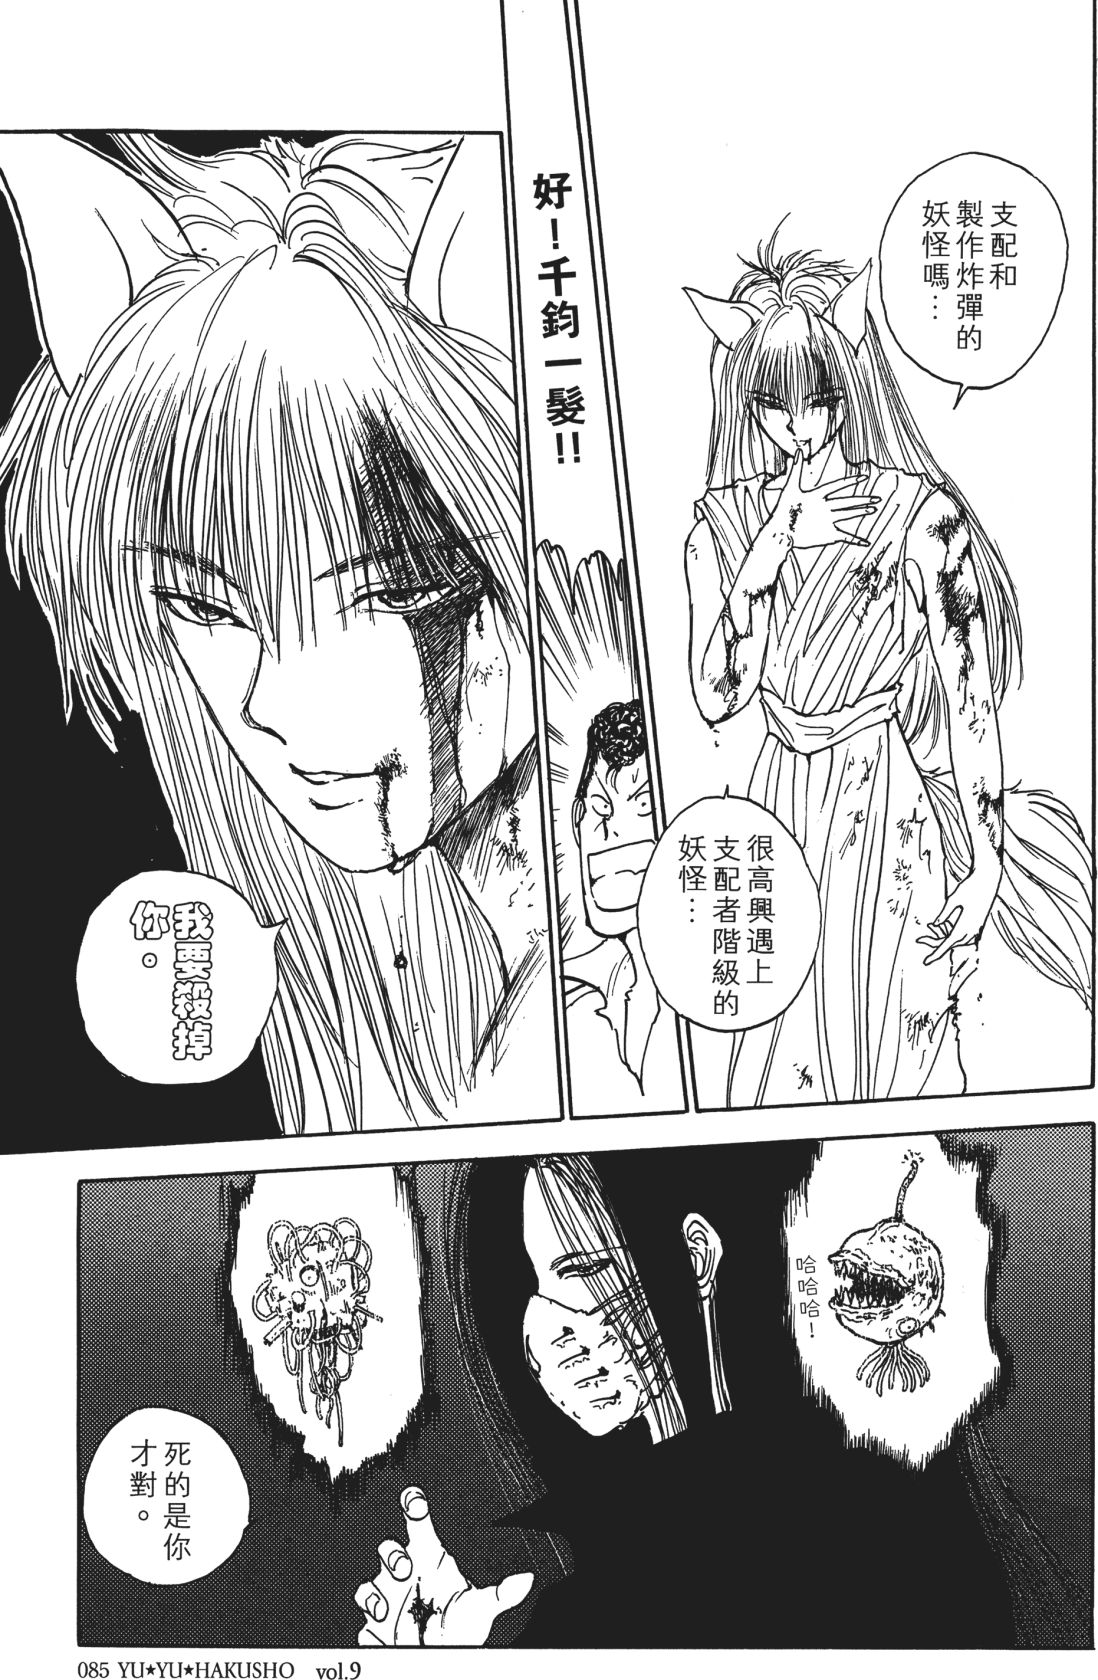 支配和
製作炸彈的
妖怪嗎…
很高興遇上
支配者階級的
妖怪…
好！千鈞一髮!!
我要殺掉
你。
哈哈哈！
死的是你
才對。
085 YU★YU★HAKUSHO vol.9